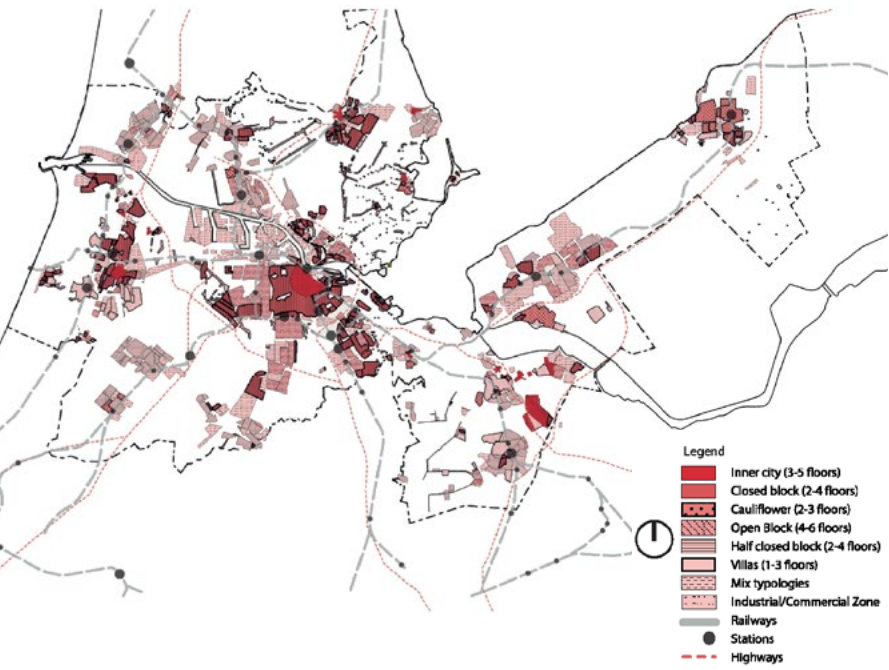 Legend
Inner city (3-5 floors)
Closed block (2-4 floors)
Cauliflower (2-3 floors)
Open Block (4-6 floors)
Half closed block (2-4 floors)
Villas (1-3 floors)
Mix typologies
Industrial/Commercial Zone
Railways
Stations
Highways